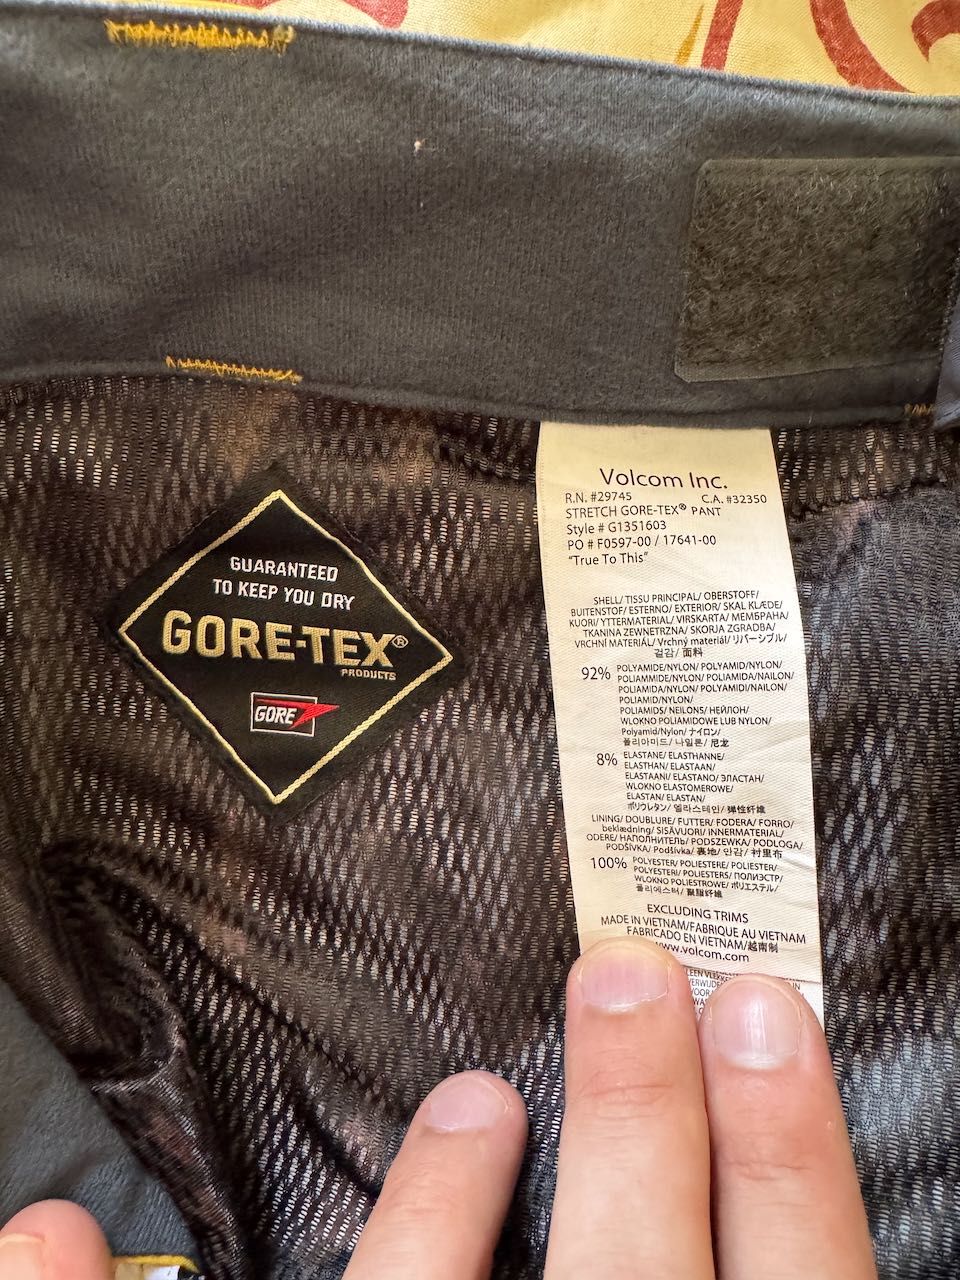 GUARANTEED
TO KEEP YOU DRY
GORE-TEX®
PRODUCTS
GORE
Volcom Inc.
R.N. #29745 C.A. #32350
STRETCH GORE-TEX® PANT
Style # G1351603
PO # F0597-00 / 17641-00
"True To This"
SHELL/ TISSU PRINCIPAL/ OBERSTOFF/
BUITENSTOF/ ESTERNO/ EXTERIOR/ SKAL KLÆDE/
KUORI/ YTTERMATERIAL/ VIRSKARTA/ МЕМБРАНА/
TKANINA ZEWNETRZNA/ SKORJA ZGRADBA/
VRCHNÍ MATERIÁL/ Vrchný materiál/ リバーシブル/
겉감/ 面料
92% POLYAMIDE/NYLON/ POLYAMID/NYLON/
POLIAMMIDE/NYLON/ POLIAMIDA/NAILON/
POLIAMIDA/NYLON/ POLYAMIDI/NAILON/
POLYAMID/NYLON/
POLIAMIDS/ NEILONS/ НЕЙЛОН/
WLOKNO POLIAMIDOWE LUB NYLON/
Polyamid/Nylon/ ナイロン/
폴리아미드/ 나일론/ 尼龙
8% ELASTANE/ ELASTHANNE/
ELASTHAN/ ELASTAAN/
ELASTAANI/ ELASTANO/ ЭЛАСТАН/
WLOKNO ELASTOMEROWE/
ELASTAN/ ELASTAN/
ポリウレタン/ 엘라스테인/ 弹性纤维
LINING/ DOUBLURE/ FUTTER/ FODERA/ FORRO/
beklædning/ SISÄVUORI/ INNERMATERIAL/
ODERE/ НАПОЛНИТЕЛЬ/ PODSZEWKA/ PODLOGA/
PODŠÍVKA/ Podšívka/ 裏地/ 안감/ 衬里布
100% POLYESTER/ POLIESTERE/ POLIESTER/
POLYESTERI/ POLIESTERS/ ПОЛИЭСТР/
WLOKNO POLIESTROWE/ ポリエステル/
폴리에스터/ 聚酯纤维
EXCLUDING TRIMS
MADE IN VIETNAM/FABRIQUE AU VIETNAM
FABRICADO EN VIETNAM/越南制
www.volcom.com